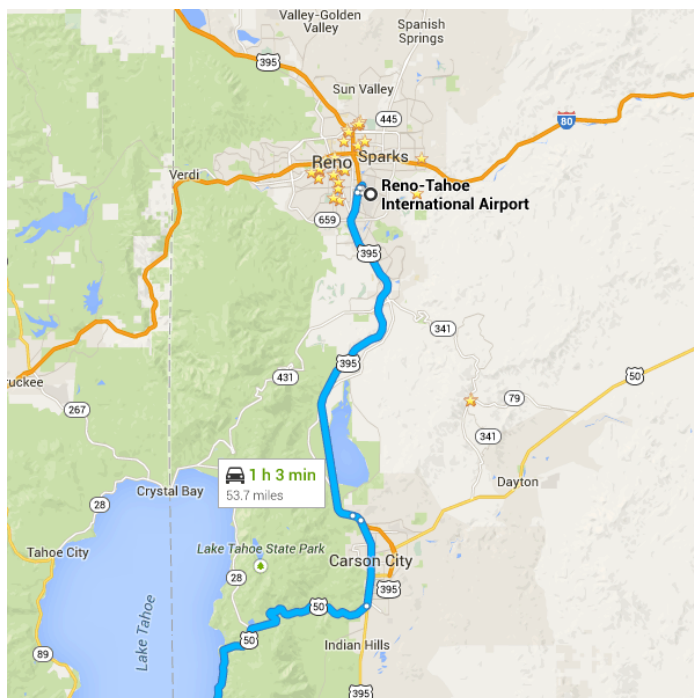 Valley-Golden
Valley
Spanish
Springs
395
Sun Valley
445
80
Reno
Sparks
Verdi
Reno-Tahoe
International Airport
659
395
341
395
50
431
uckee
267
79
341
1 h 3 min
53.7 miles
Dayton
Crystal Bay
28
Tahoe City
Lake Tahoe State Park
Carson City
28
395
50
50
Indian Hills
Lake Tahoe
89
395